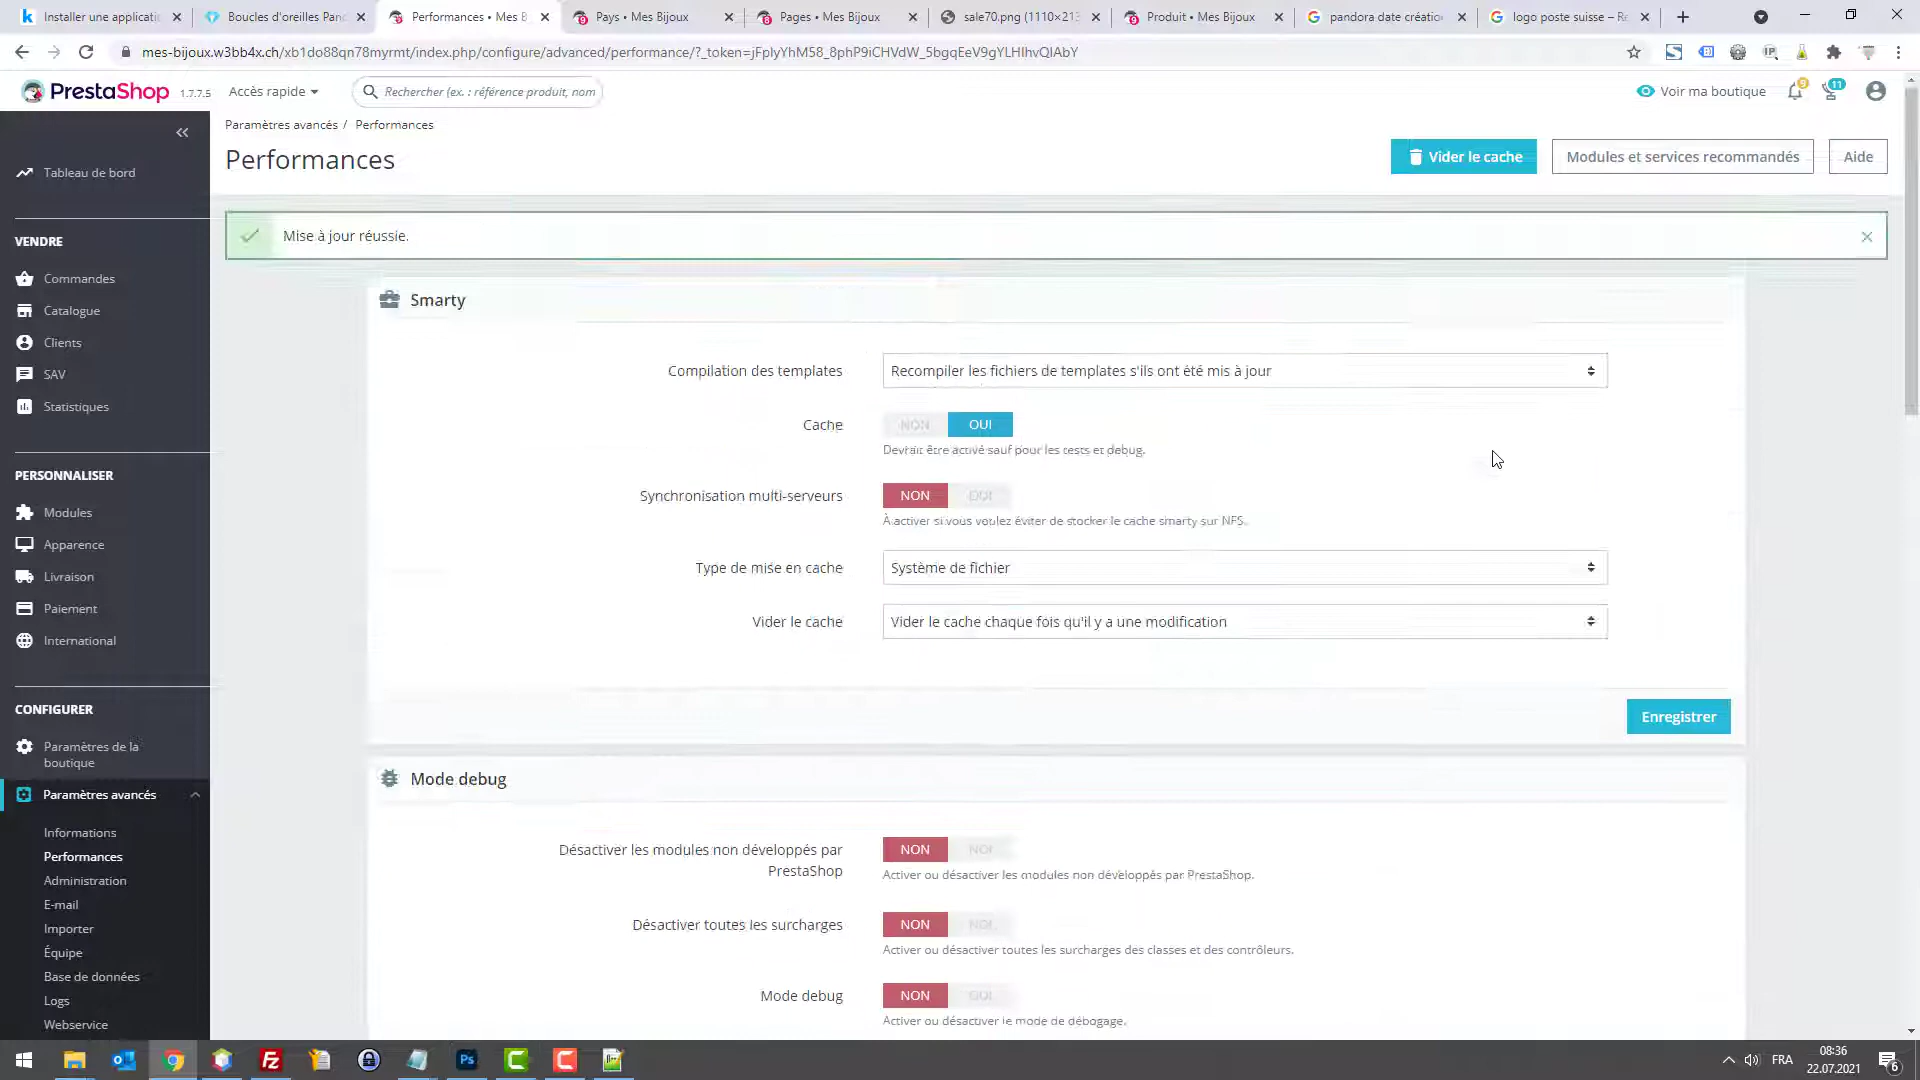 Installer une applicati
Boucles d'oreilles Pand
Performances • Mes B
Pays • Mes Bijoux
Pages • Mes Bijoux
sale70.png (1110×213
Produit • Mes Bijoux
pandora date créatio
logo poste suisse – Re
mes-bijoux.w3bb4x.ch/xb1do88qn78myrmt/index.php/configure/advanced/performance/?_token=jFplyYhM58_8phP9iCHVdW_5bgqEeV9gYLHIhvQIAbY
PrestaShop 1.7.7.5
Accès rapide
Rechercher (ex. : référence produit, nom
Voir ma boutique
9
11
Paramètres avancés / Performances
Performances
Vider le cache
Modules et services recommandés
Aide
Mise à jour réussie.
Tableau de bord
VENDRE
Commandes
Catalogue
Clients
SAV
Statistiques
PERSONNALISER
Modules
Apparence
Livraison
Paiement
International
CONFIGURER
Paramètres de la
boutique
Paramètres avancés
Informations
Performances
Administration
E-mail
Importer
Équipe
Base de données
Logs
Webservice
Smarty
Compilation des templates
Recompiler les fichiers de templates s'ils ont été mis à jour
Cache
NON OUI
Devrait être activé sauf pour les tests et debug.
Synchronisation multi-serveurs
NON OUI
À activer si vous voulez éviter de stocker le cache smarty sur NFS.
Type de mise en cache
Système de fichier
Vider le cache
Vider le cache chaque fois qu'il y a une modification
Enregistrer
Mode debug
Désactiver les modules non développés par
PrestaShop
NON
Activer ou désactiver les modules non développés par PrestaShop.
Désactiver toutes les surcharges
NON
Activer ou désactiver toutes les surcharges des classes et des contrôleurs.
Mode debug
NON OUI
Activer ou désactiver le mode de débogage.
Ps
FRA
08:36
22.07.2021
6